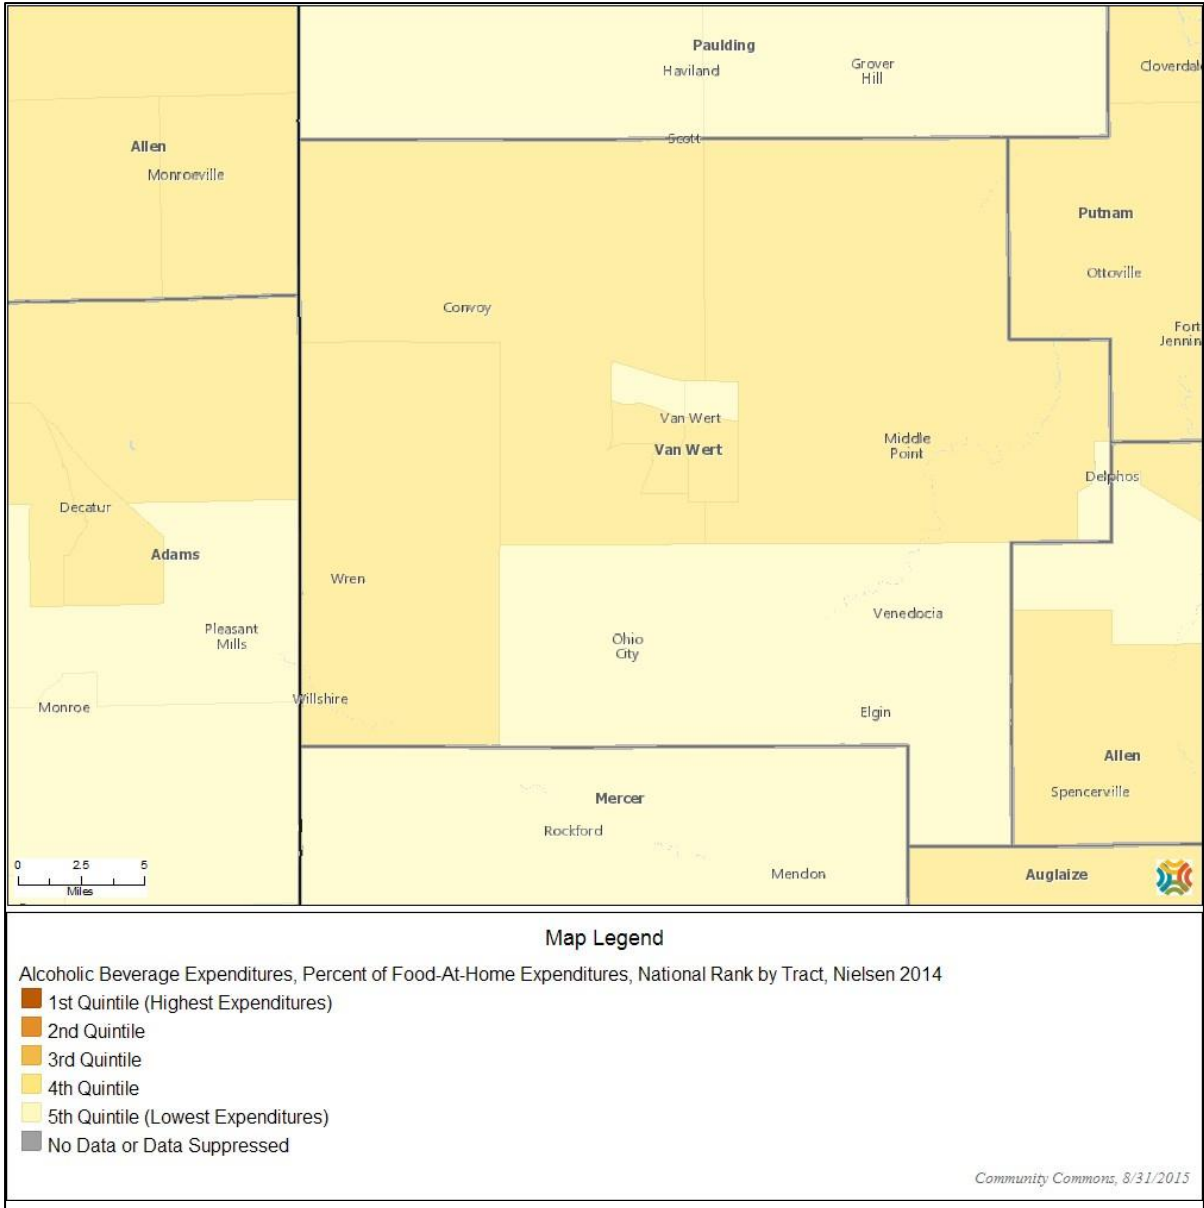 Paulding
Haviland
Grover
Hill
Cloverdal
Scott
Allen
Monroeville
Putnam
Ottoville
Convoy
Fort
Jennin
Van Wert
Van Wert
Middle
Point
Delphos
Decatur
Adams
Wren
Venedocia
Pleasant
Mills
Ohio
City
Willshire
Monroe
Elgin
Allen
Spencerville
Mercer
Rockford
Mendon
Auglaize
0 2.5 5
Miles
Map Legend
Alcoholic Beverage Expenditures, Percent of Food-At-Home Expenditures, National Rank by Tract, Nielsen 2014
1st Quintile (Highest Expenditures)
2nd Quintile
3rd Quintile
4th Quintile
5th Quintile (Lowest Expenditures)
No Data or Data Suppressed
Community Commons, 8/31/2015